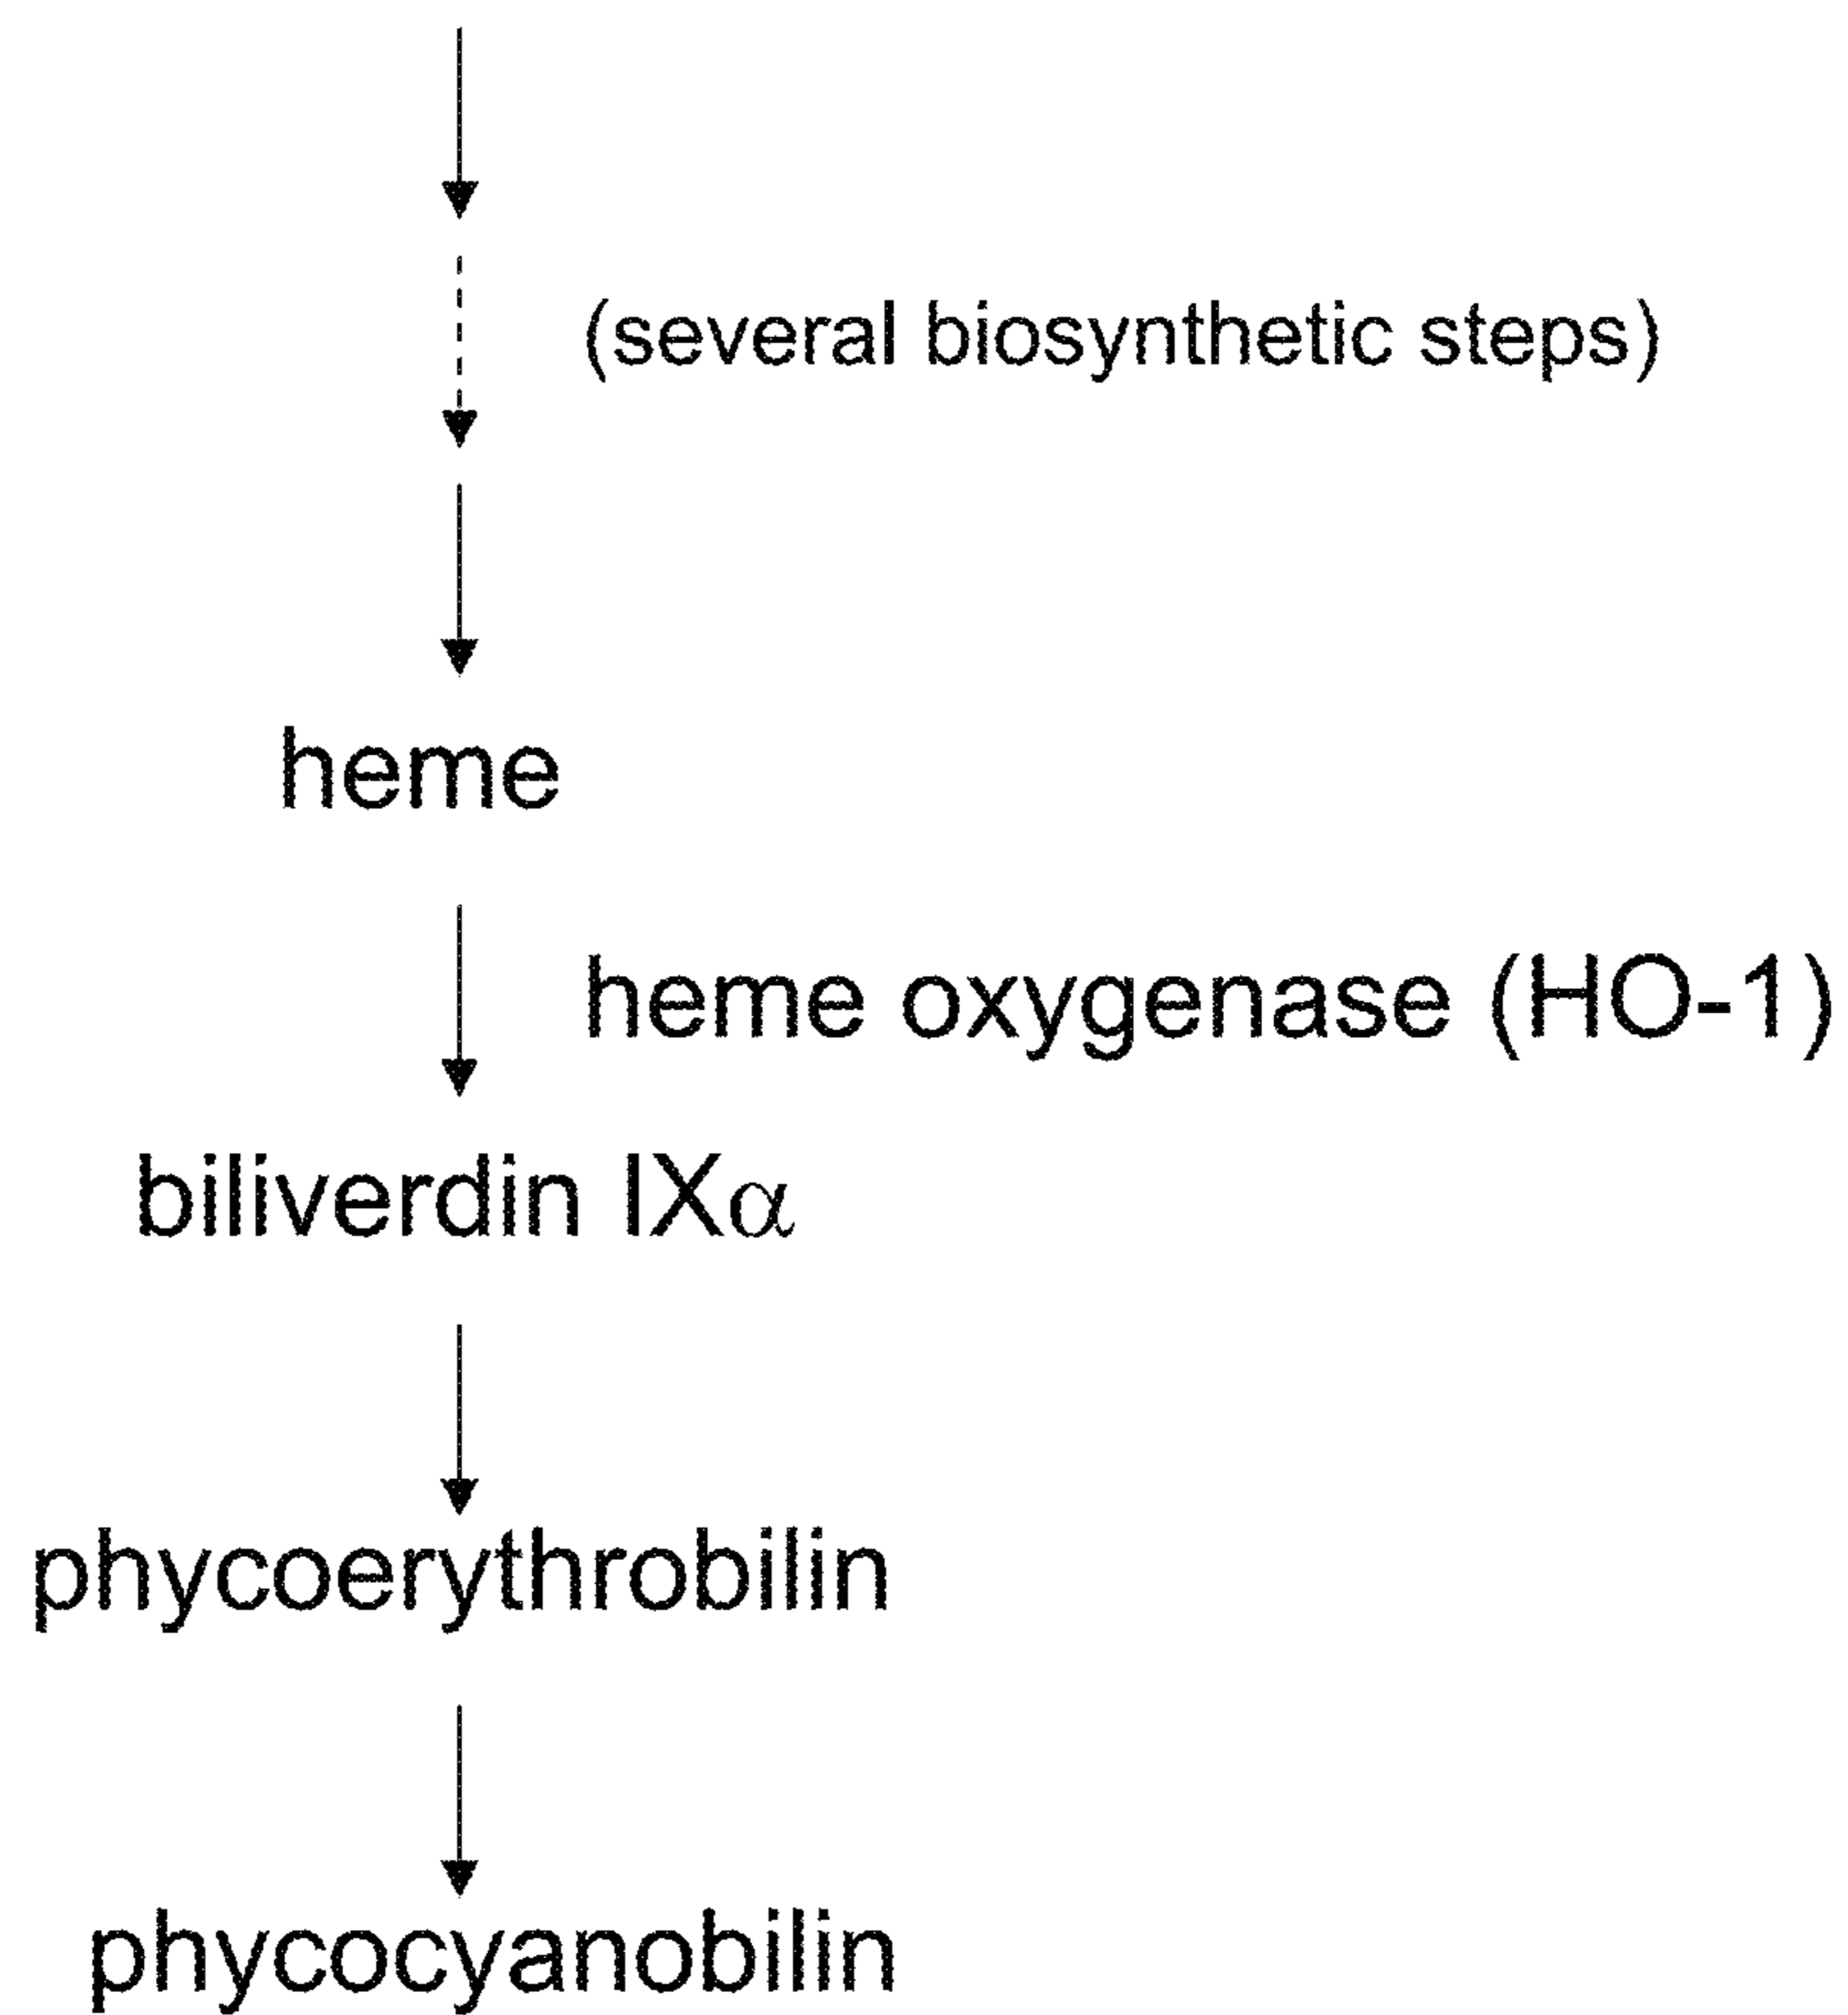 (several biosynthetic steps)
heme
heme oxygenase (HO-1)
biliverdin IXα
phycoerythrobilin
phycocyanobilin